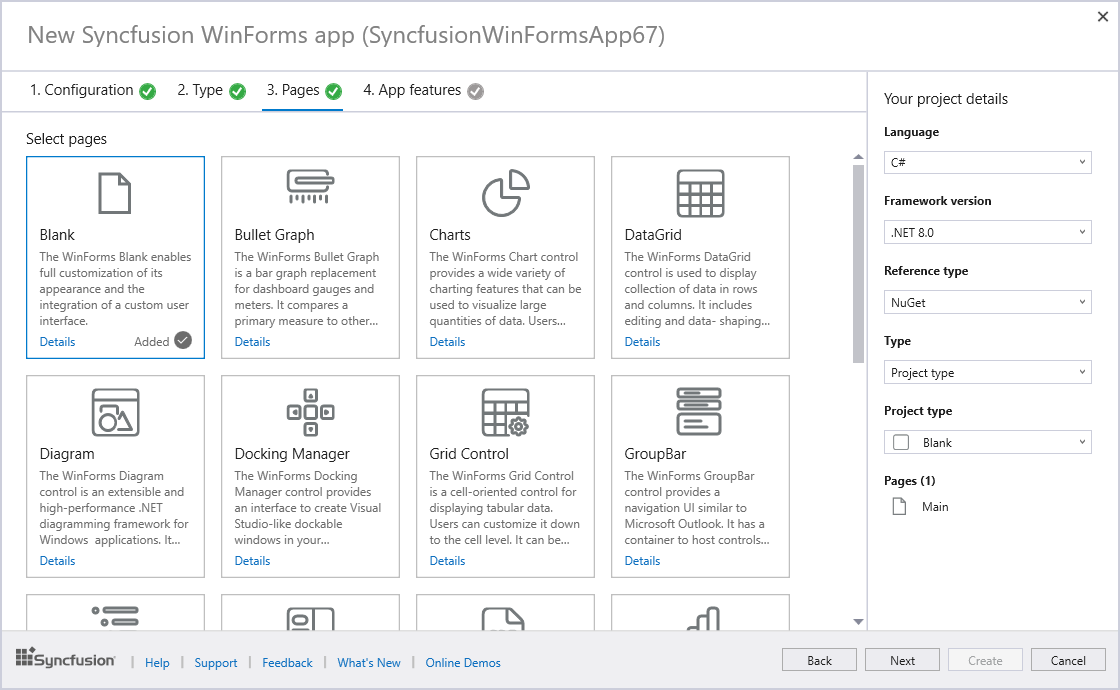 New Syncfusion WinForms app (SyncfusionWinFormsApp67)
1. Configuration
2. Type
3. Pages
4. App features
Select pages
Blank
The WinForms Blank enables
full customization of its
appearance and the
integration of a custom user
interface.
Details
Added
Bullet Graph
The WinForms Bullet Graph
is a bar graph replacement
for dashboard gauges and
meters. It compares a
primary measure to other...
Details
Charts
The WinForms Chart control
provides a wide variety of
charting features that can be
used to visualize large
quantities of data. Users...
Details
DataGrid
The WinForms DataGrid
control is used to display
collection of data in rows
and columns. It includes
editing and data- shaping...
Details
Diagram
The WinForms Diagram
control is an extensible and
high-performance .NET
diagramming framework for
Windows  applications. It...
Details
Docking Manager
The WinForms Docking
Manager control provides
an interface to create Visual
Studio-like dockable
windows in your...
Details
Grid Control
The WinForms Grid Control
is a cell-oriented control for
displaying tabular data.
Users can customize it down
to the cell level. It can be...
Details
GroupBar
The WinForms GroupBar
control provides a
navigation UI similar to
Microsoft Outlook. It has a
container to host controls...
Details
Your project details
Language
C#
Framework version
.NET 8.0
Reference type
NuGet
Type
Project type
Project type
Blank
Pages (1)
Main
Syncfusion
Help
Support
Feedback
What's New
Online Demos
Back
Next
Create
Cancel